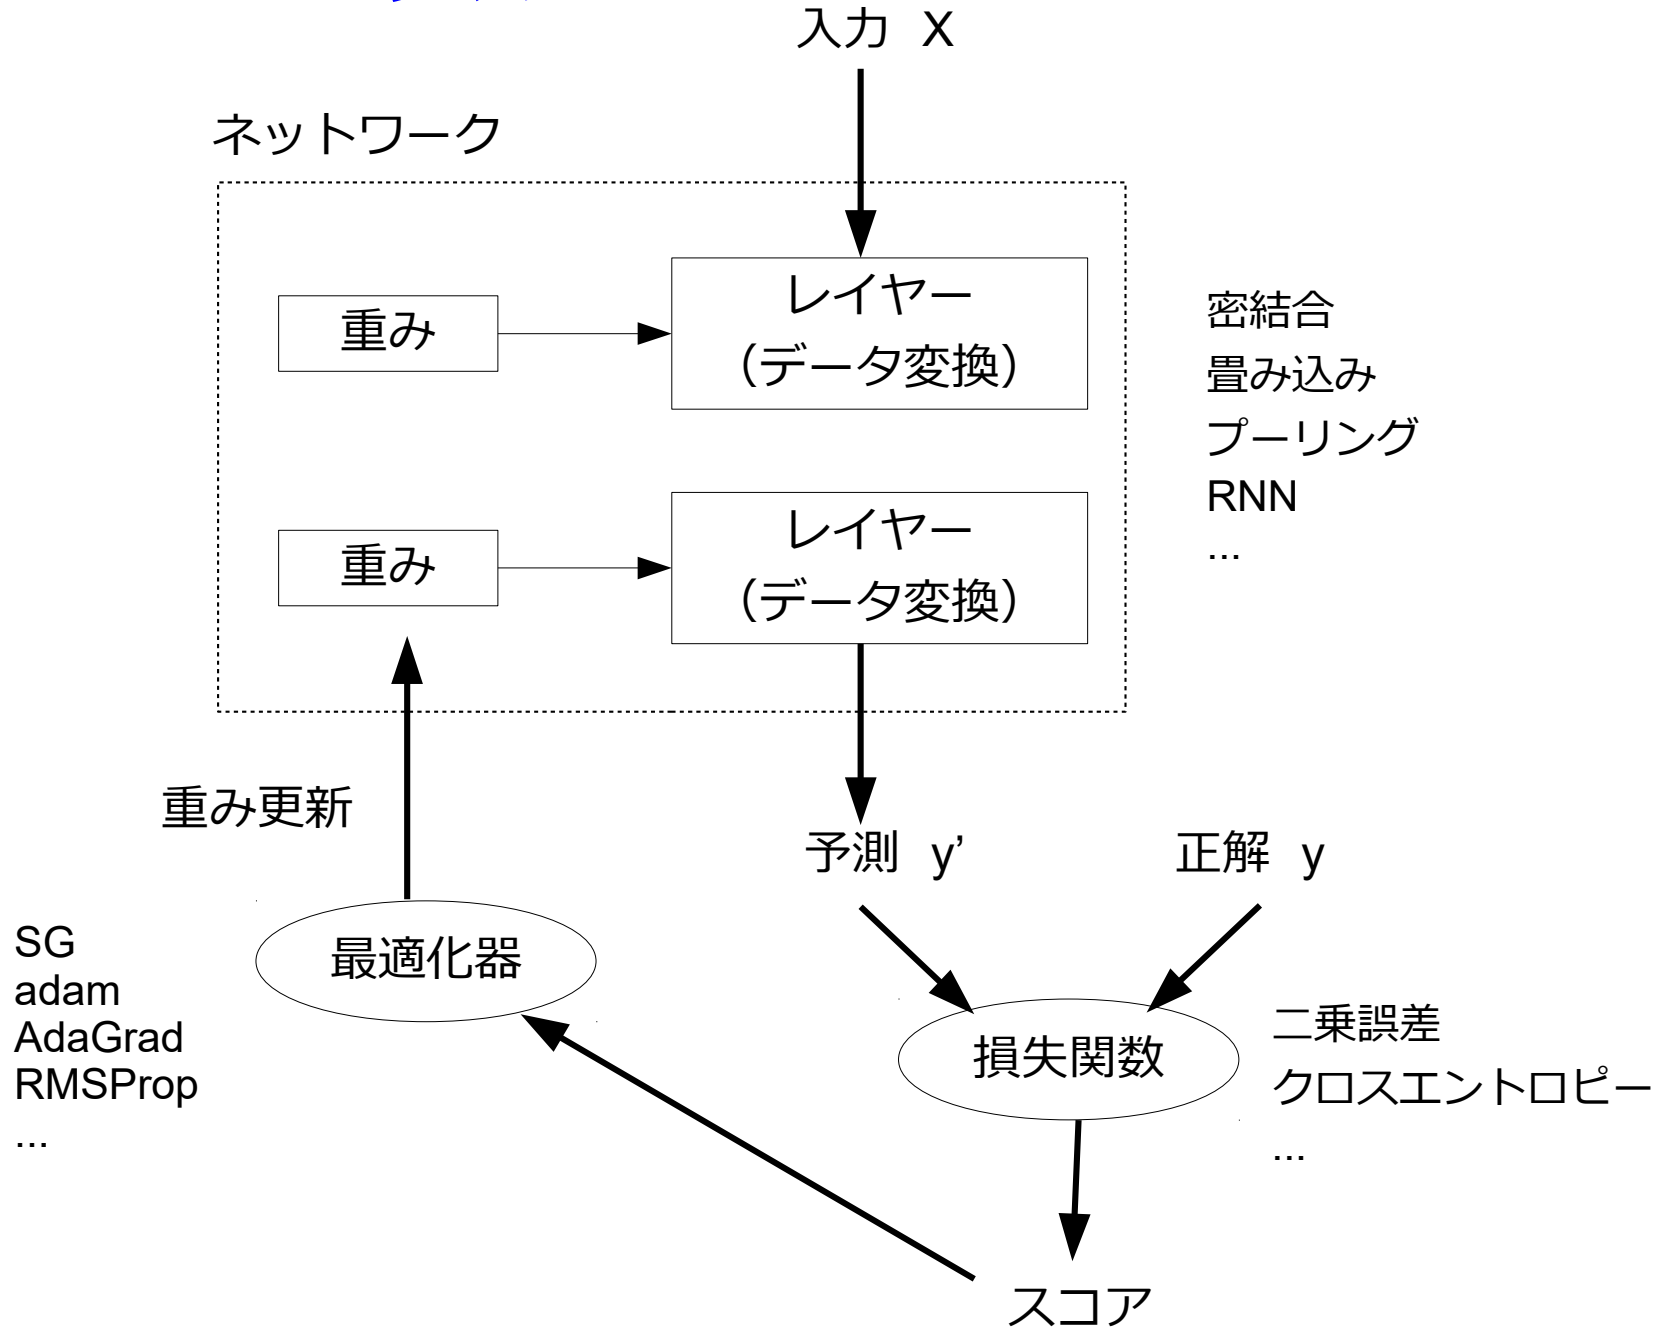 入力 X
ネットワーク
重み
レイヤー
(データ変換)
密結合
畳み込み
プーリング
RNN
...
重み
レイヤー
(データ変換)
重み更新
予測 y’
正解 y
SG
adam
AdaGrad
RMSProp
...
最適化器
損失関数
二乗誤差
クロスエントロピー
...
スコア